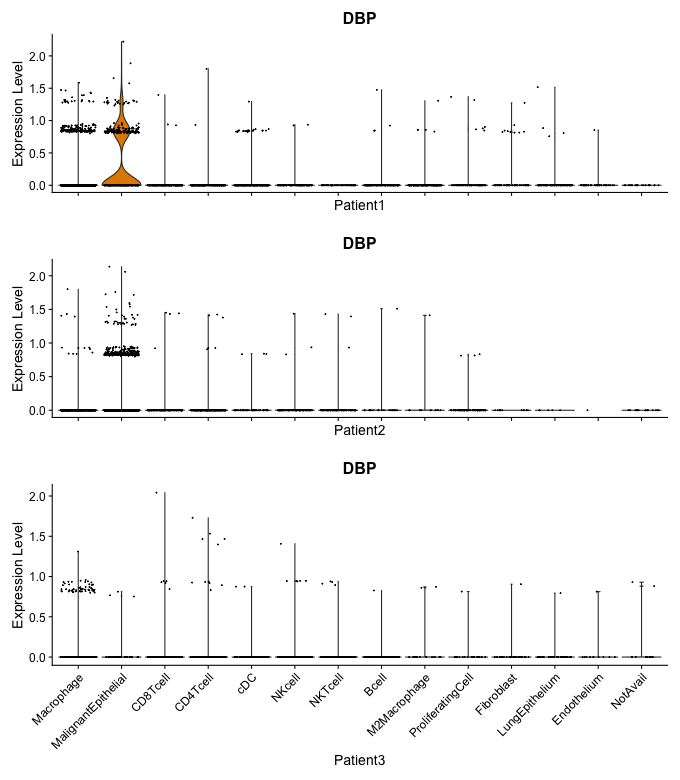 DBP
Expression Level
2.0
1.5
1.0
0.5
0.0
Patient1
DBP
Expression Level
2.0
1.5
1.0
0.5
0.0
Patient2
DBP
Expression Level
2.0
1.5
1.0
0.5
0.0
Macrophage
MalignantEpithelial
CD8Tcell
CD4Tcell
cDC
NKcell
NKTcell
Bcell
M2Macrophage
ProliferatingCell
Fibroblast
LungEpithelium
Endothelium
NotAvail
Patient3